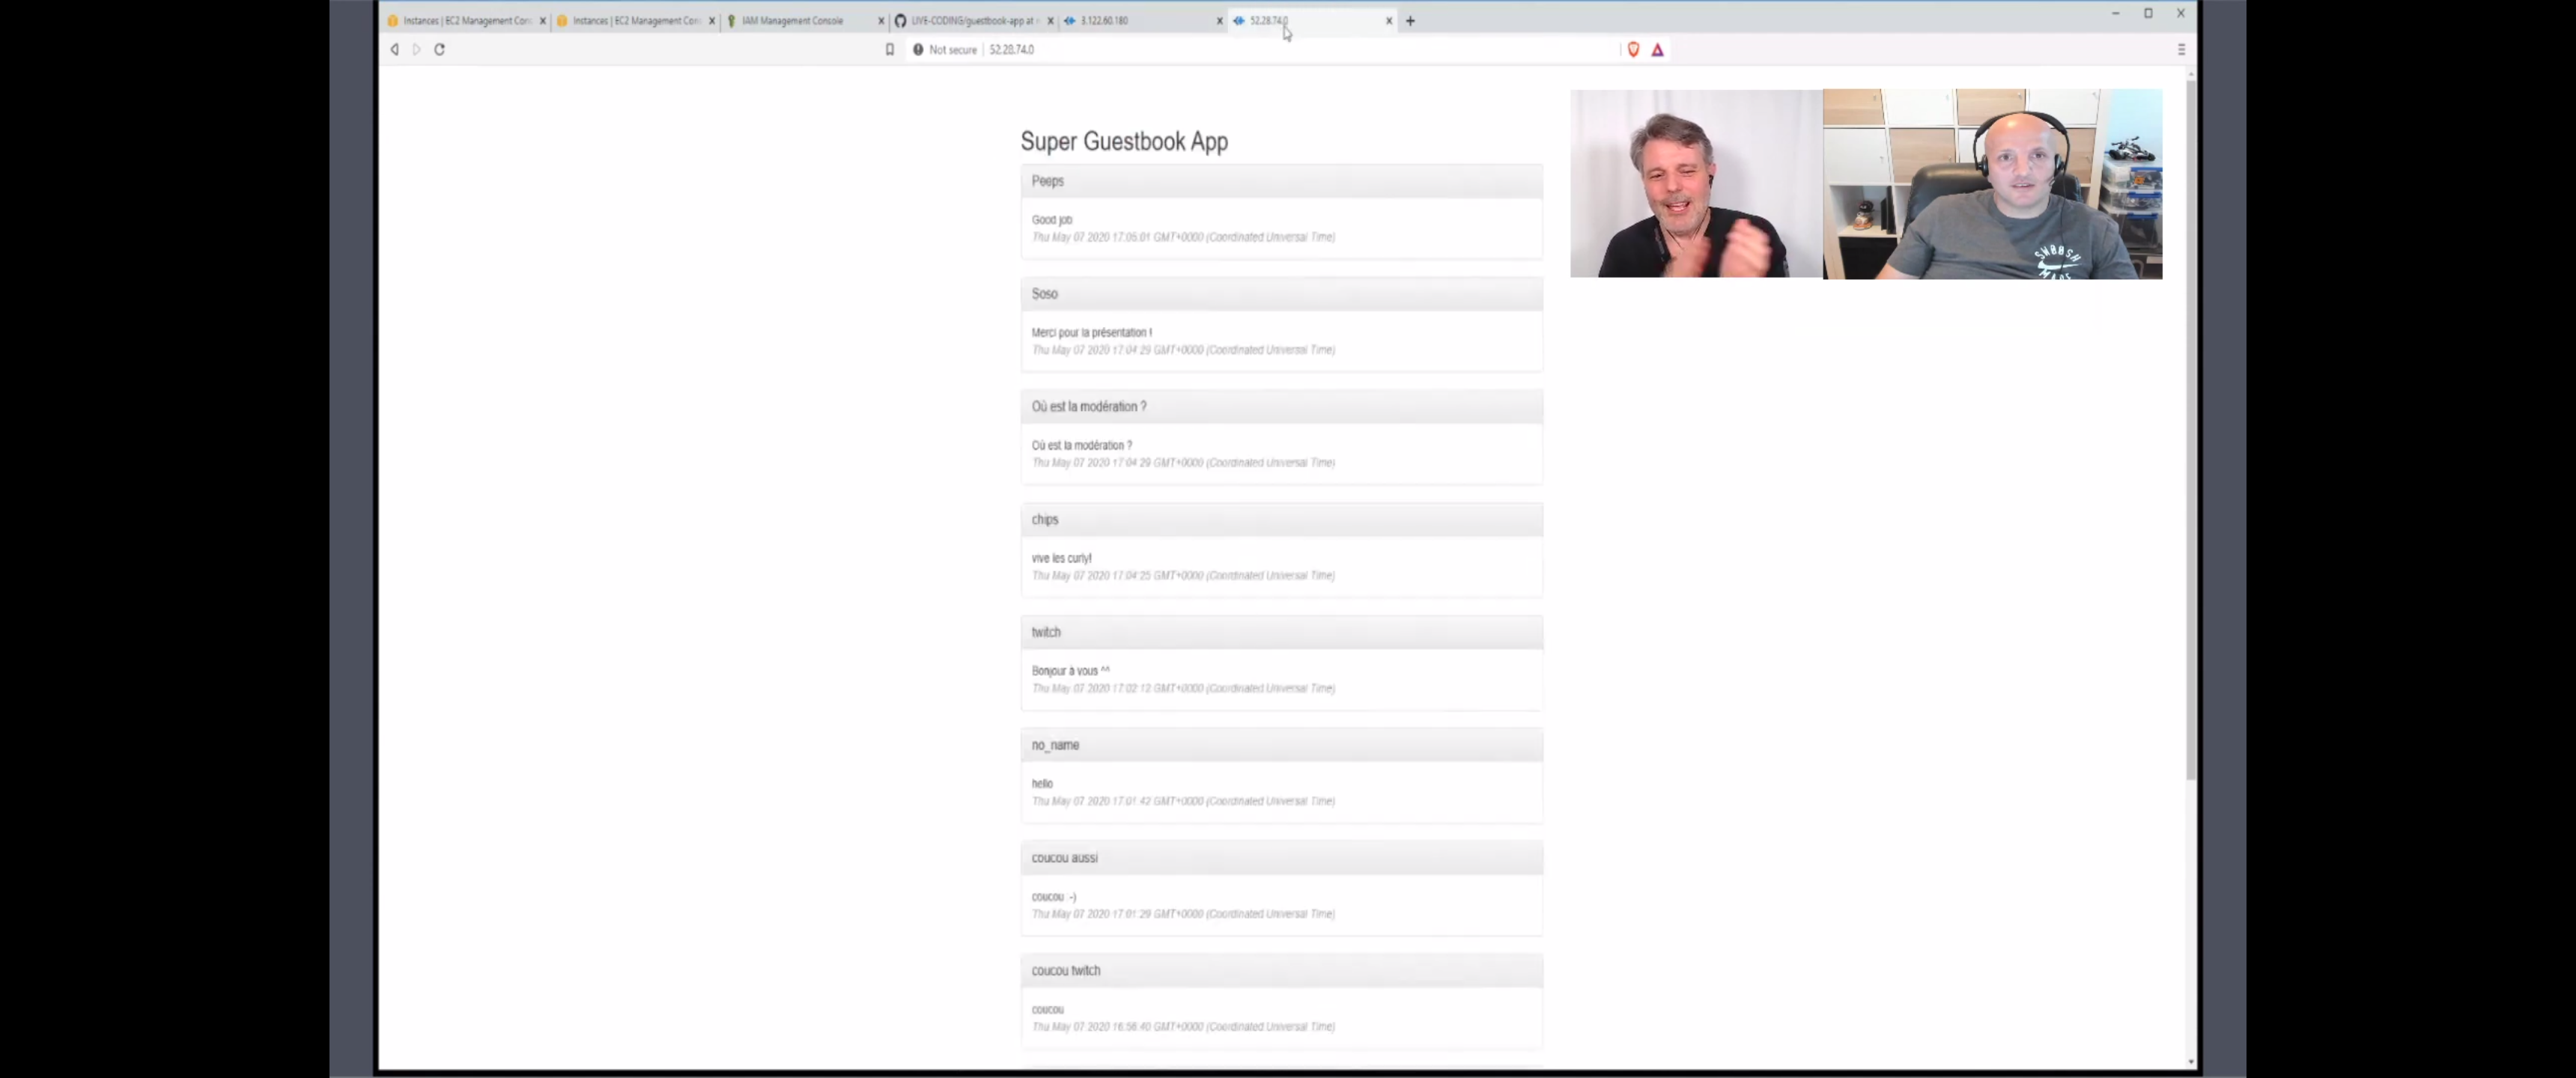 Instances | EC2 Management Con
Instances | EC2 Management Con
IAM Management Console
LIVE-CODING/guestbook-app at
3.122.60.180
52.28.74.0
Not secure
52.28.74.0
Super Guestbook App
Peeps
Good job
Thu May 07 2020 17:05:01 GMT+0000 (Coordinated Universal Time)
Soso
Merci pour la présentation !
Thu May 07 2020 17:04:29 GMT+0000 (Coordinated Universal Time)
Où est la modération ?
Où est la modération ?
Thu May 07 2020 17:04:29 GMT+0000 (Coordinated Universal Time)
chips
vive les curly!
Thu May 07 2020 17:04:25 GMT+0000 (Coordinated Universal Time)
twitch
Bonjour à vous ^^
Thu May 07 2020 17:02:12 GMT+0000 (Coordinated Universal Time)
no_name
hello
Thu May 07 2020 17:01:42 GMT+0000 (Coordinated Universal Time)
coucou aussi
coucou :-)
Thu May 07 2020 17:01:29 GMT+0000 (Coordinated Universal Time)
coucou twitch
coucou
Thu May 07 2020 16:56:40 GMT+0000 (Coordinated Universal Time)